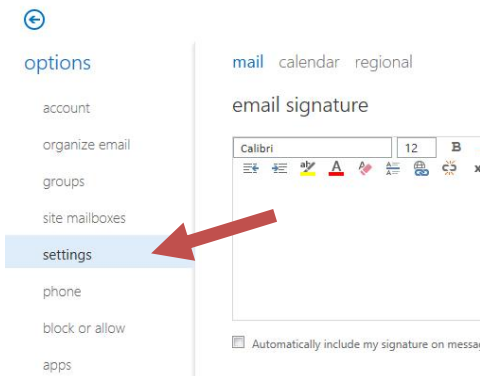 options
account
organize email
groups
site mailboxes
settings
phone
block or allow
apps
mail calendar regional
email signature
Calibri 12 B
Automatically include my signature on